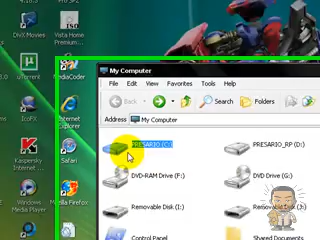 DivX Movies
Vista Home
Premium...
uTorrent
MediaCoder
My Computer
File Edit View Favorites Tools Help
Back Search Folders
Address My Computer
IcoFX
Internet
Explorer
PRESARIO (C:)
PRESARIO_RP (D:)
Kaspersky
Internet...
Safari
DVD-RAM Drive (F:)
DVD Drive (G:)
Windows
Media Player
Mozilla Firefox
Removable Disk (I:)
Removable Disk (J:)
Control Panel
Shared Documents